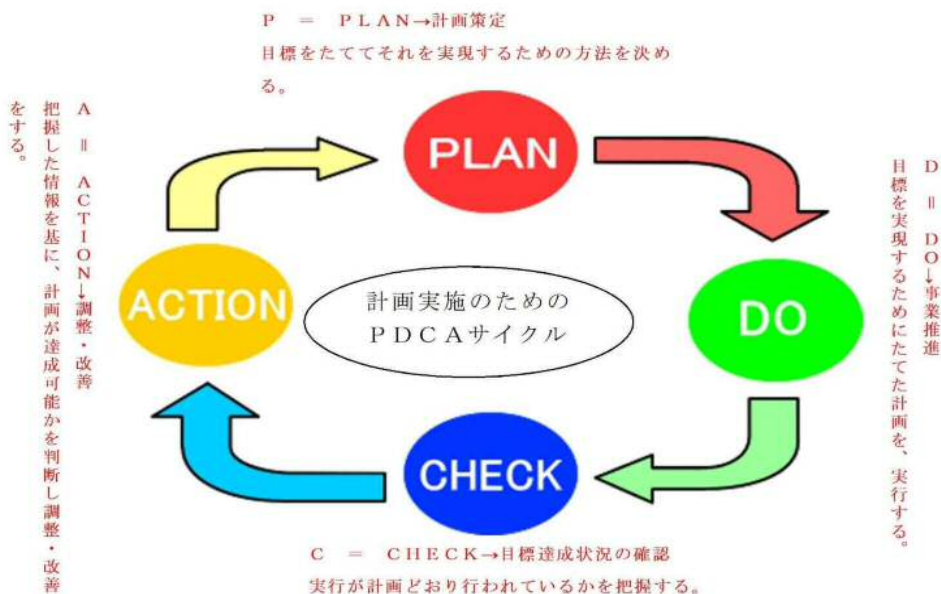 P = PLAN→計画策定
目標をたててそれを実現するための方法を決め
る。
PLAN
D = DO→事業推進
目標を実現するためにたてた計画を、実行する。
DO
計画実施のための
PDCAサイクル
CHECK
C = CHECK→目標達成状況の確認
実行が計画どおり行われているかを把握する。
ACTION
A = ACTION→調整・改善
把握した情報を基に、計画が達成可能かを判断し調整・改善
をする。